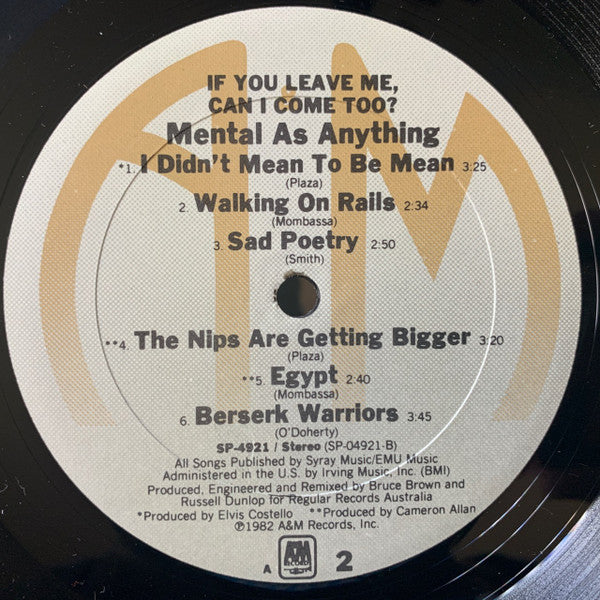 IF YOU LEAVE ME,
CAN I COME TOO?
Mental As Anything
*1. I Didn't Mean To Be Mean 3:25
(Plaza)
2. Walking On Rails 2:34
(Mombassa)
3. Sad Poetry 2:50
(Smith)
**4. The Nips Are Getting Bigger 3:20
(Plaza)
**5. Egypt 2:40
(Mombassa)
6. Berserk Warriors 3:45
(O'Doherty)
SP-4921 / Stereo (SP-04921-B)
All Songs Published by Syray Music/EMU Music
Administered in the U.S. by Irving Music, Inc. (BMI)
Produced, Engineered and Remixed by Bruce Brown and
Russell Dunlop for Regular Records Australia
*Produced by Elvis Costello **Produced by Cameron Allan
℗1982 A&M Records, Inc.
A A&M RECORDS 2